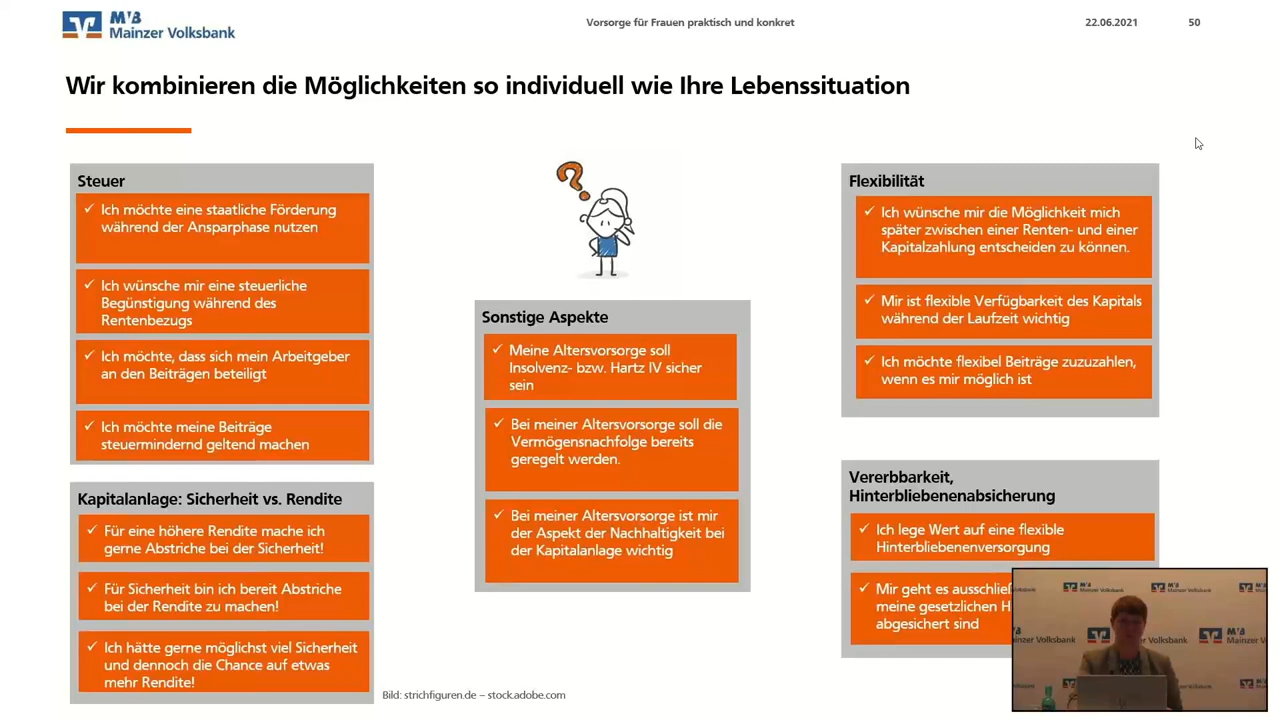 MVB
Mainzer Volksbank
Vorsorge für Frauen praktisch und konkret
22.06.2021
50
Wir kombinieren die Möglichkeiten so individuell wie Ihre Lebenssituation
Steuer
✓ Ich möchte eine staatliche Förderung
während der Ansparphase nutzen
✓ Ich wünsche mir eine steuerliche
Begünstigung während des
Rentenbezugs
✓ Ich möchte, dass sich mein Arbeitgeber
an den Beiträgen beteiligt
✓ Ich möchte meine Beiträge
steuermindernd geltend machen
Kapitalanlage: Sicherheit vs. Rendite
✓ Für eine höhere Rendite mache ich
gerne Abstriche bei der Sicherheit!
✓ Für Sicherheit bin ich bereit Abstriche
bei der Rendite zu machen!
✓ Ich hätte gerne möglichst viel Sicherheit
und dennoch die Chance auf etwas
mehr Rendite!
?
Sonstige Aspekte
✓ Meine Altersvorsorge soll
Insolvenz- bzw. Hartz IV sicher
sein
✓ Bei meiner Altersvorsorge soll die
Vermögensnachfolge bereits
geregelt werden.
✓ Bei meiner Altersvorsorge ist mir
der Aspekt der Nachhaltigkeit bei
der Kapitalanlage wichtig
Bild: strichfiguren.de – stock.adobe.com
Flexibilität
✓ Ich wünsche mir die Möglichkeit mich
später zwischen einer Renten- und einer
Kapitalzahlung entscheiden zu können.
✓ Mir ist flexible Verfügbarkeit des Kapitals
während der Laufzeit wichtig
✓ Ich möchte flexibel Beiträge zuzuzahlen,
wenn es mir möglich ist
Vererbbarkeit,
Hinterbliebenenabsicherung
✓ Ich lege Wert auf eine flexible
Hinterbliebenenversorgung
✓ Mir geht es ausschließ
meine gesetzlichen H
abgesichert sind
Mainzer Volksbank
Volksbank
Volksbank
MVB
Mainzer